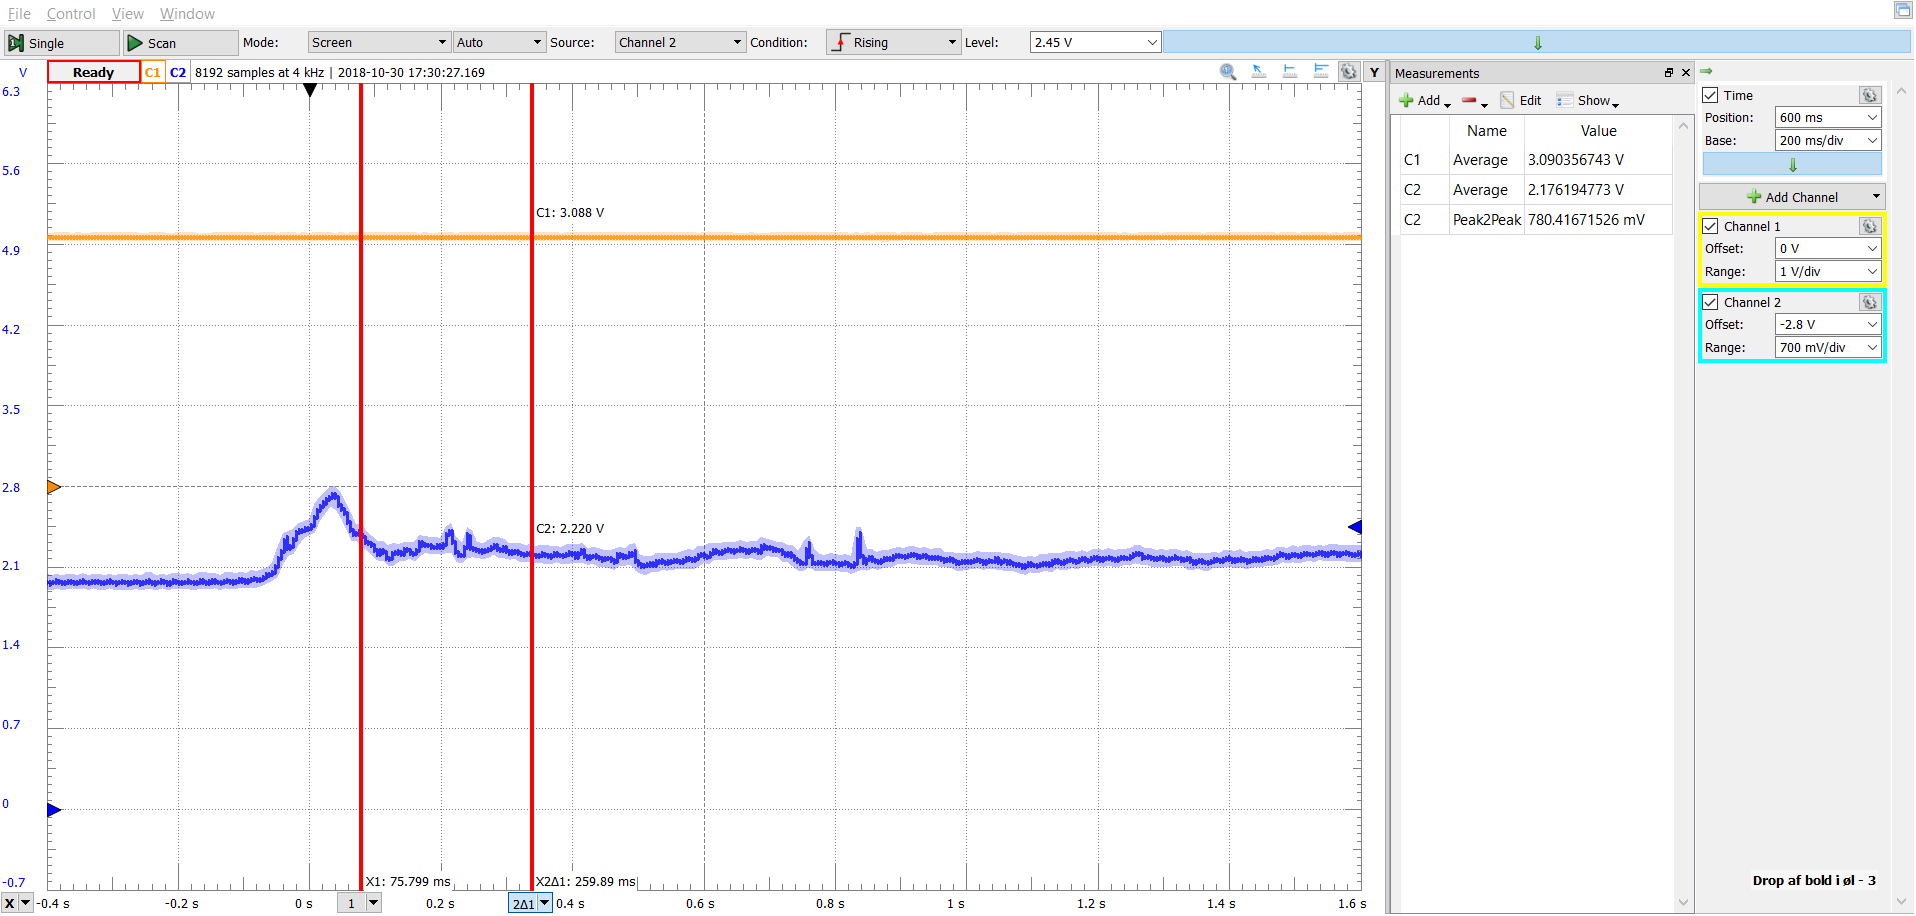 File Control View Window
Single Scan Mode: Screen Auto Source: Channel 2 Condition: Rising Level: 2.45 V
V Ready C1 C2 8192 samples at 4 kHz | 2018-10-30 17:30:27.169 Y
6.3
5.6
4.9
4.2
3.5
2.8
2.1
1.4
0.7
0
-0.7
C1: 3.088 V
C2: 2.220 V
X1: 75.799 ms X2Δ1: 259.89 ms
X -0.4 s -0.2 s 0 s 1 0.2 s 2Δ1 0.4 s 0.6 s 0.8 s 1 s 1.2 s 1.4 s 1.6 s
Measurements
Add Edit Show
Name Value
C1 Average 3.090356743 V
C2 Average 2.176194773 V
C2 Peak2Peak 780.41671526 mV
Time
Position: 600 ms
Base: 200 ms/div
Add Channel
Channel 1
Offset: 0 V
Range: 1 V/div
Channel 2
Offset: -2.8 V
Range: 700 mV/div
Drop af bold i øl - 3